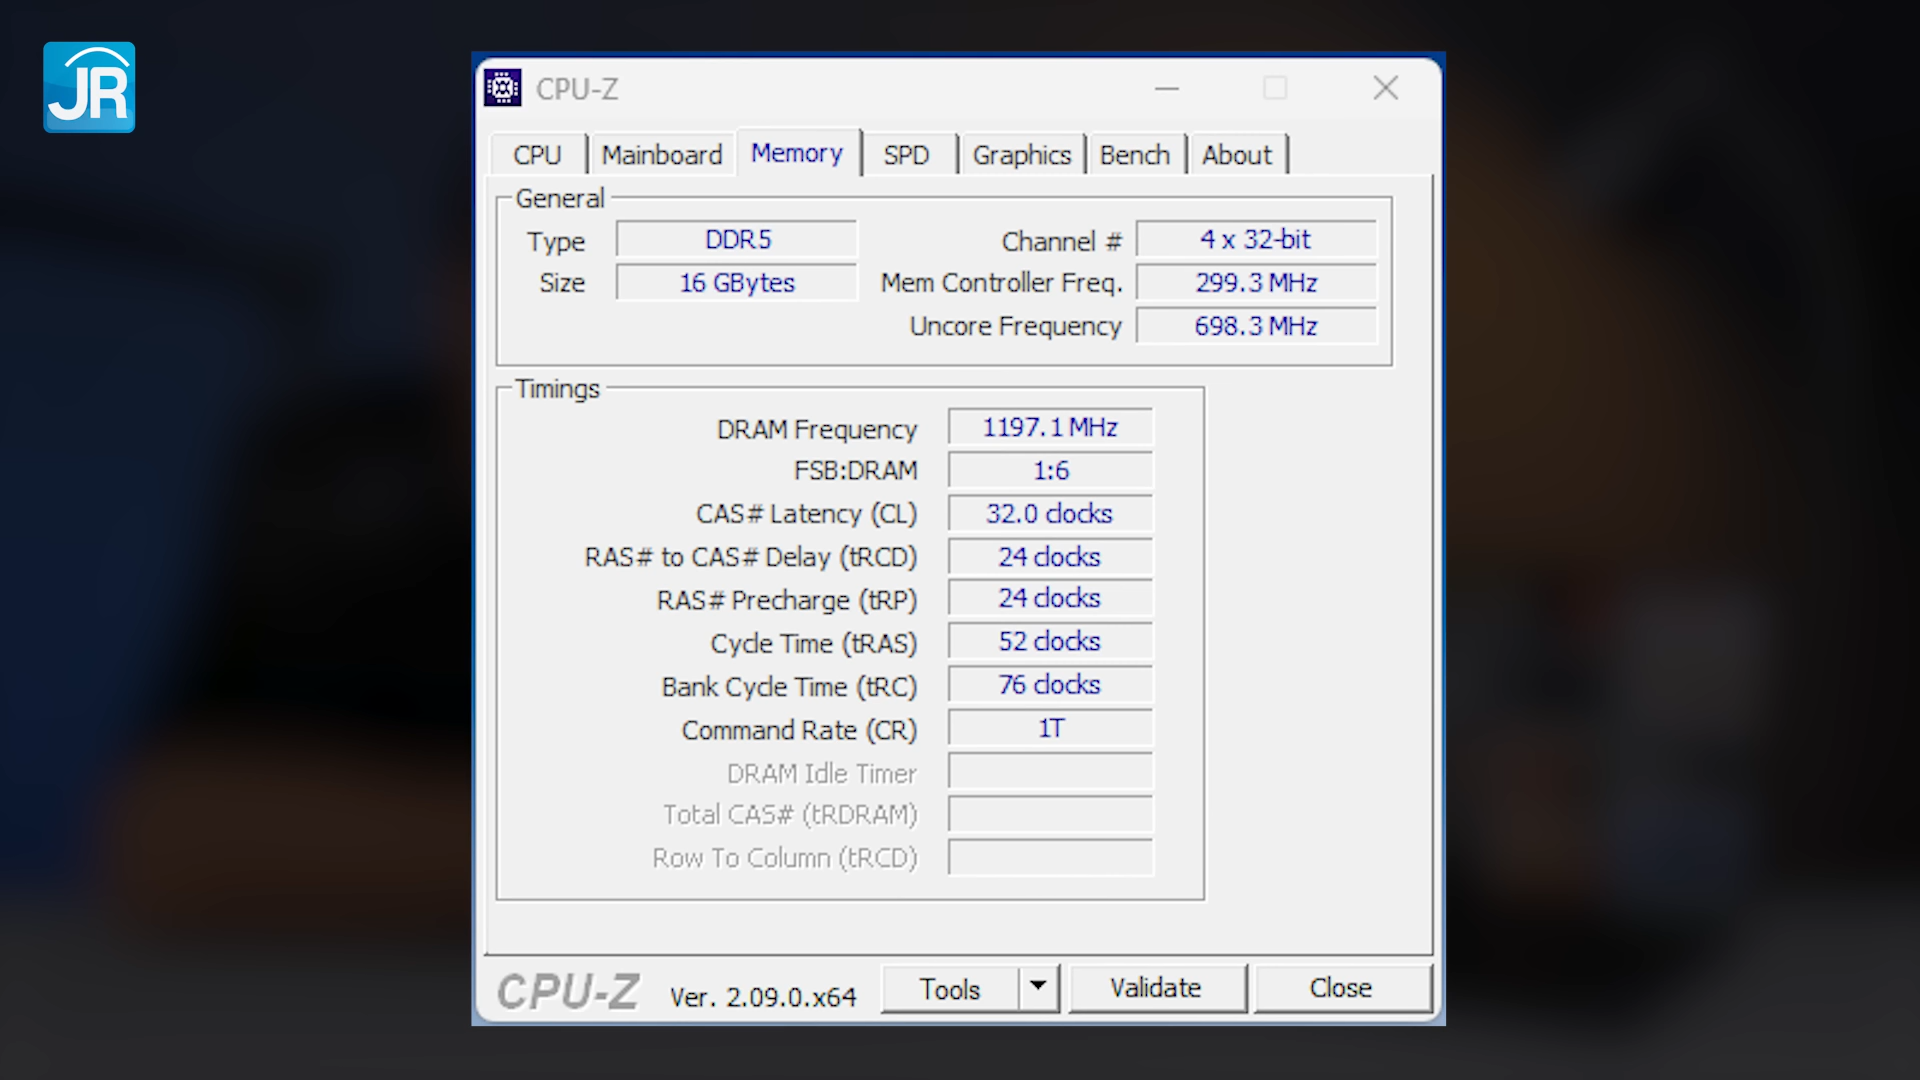 JR
CPU-Z
CPU Mainboard Memory SPD Graphics Bench About
General
Type DDR5 Channel # 4 x 32-bit
Size 16 GBytes Mem Controller Freq. 299.3 MHz
Uncore Frequency 698.3 MHz
Timings
DRAM Frequency 1197.1 MHz
FSB:DRAM 1:6
CAS# Latency (CL) 32.0 clocks
RAS# to CAS# Delay (tRCD) 24 clocks
RAS# Precharge (tRP) 24 clocks
Cycle Time (tRAS) 52 clocks
Bank Cycle Time (tRC) 76 clocks
Command Rate (CR) 1T
DRAM Idle Timer
Total CAS# (tRDRAM)
Row To Column (tRCD)
CPU-Z Ver. 2.09.0.x64 Tools Validate Close